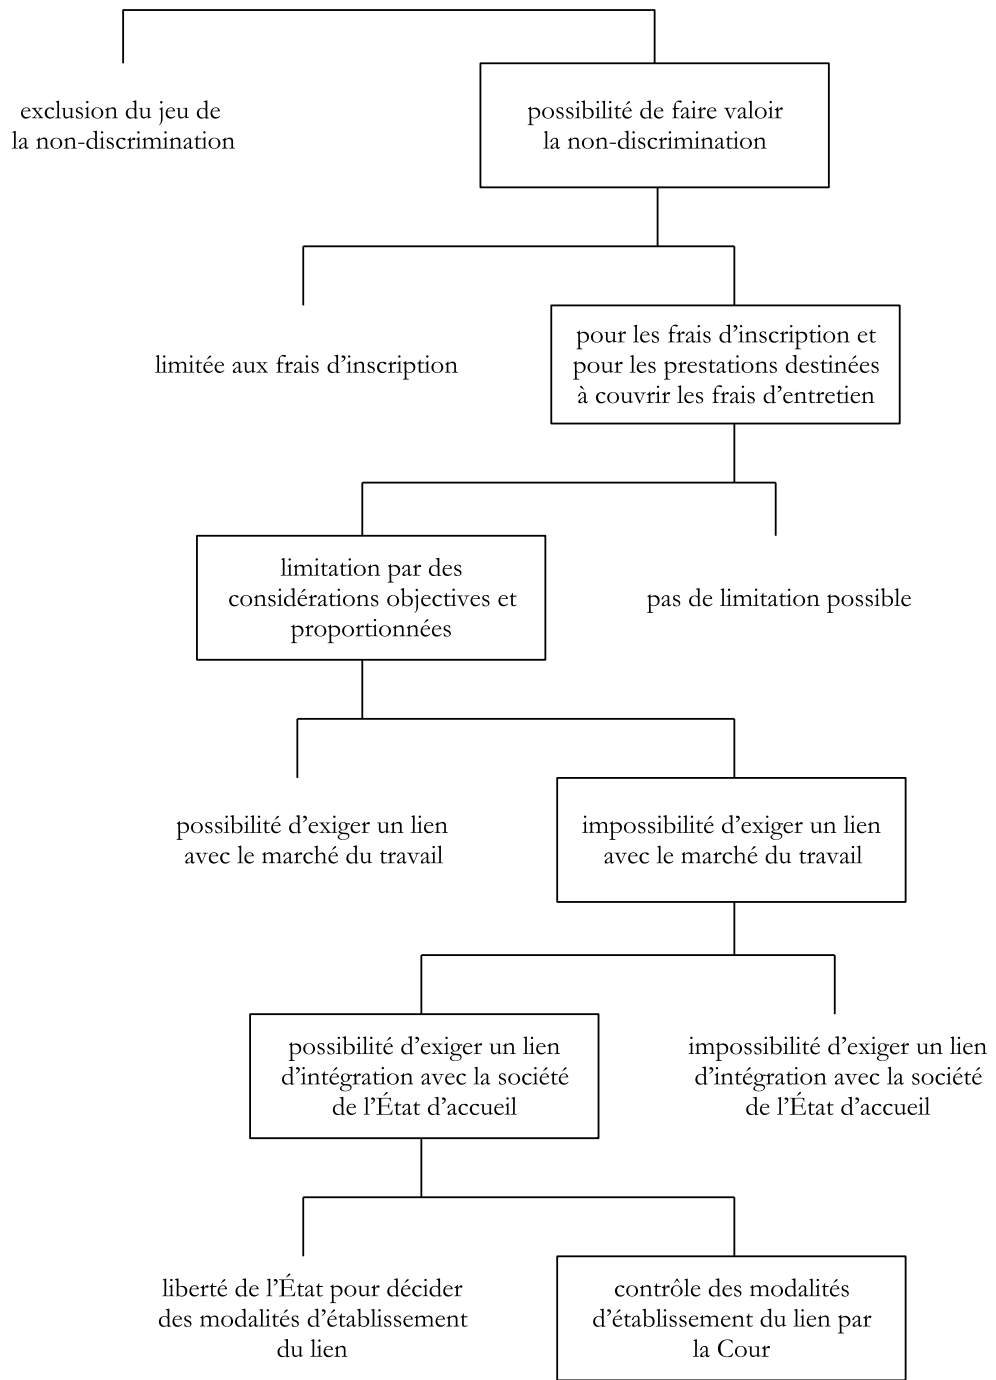 exclusion du jeu de
la non-discrimination
possibilité de faire valoir
la non-discrimination
limitée aux frais d’inscription
pour les frais d’inscription et
pour les prestations destinées
à couvrir les frais d’entretien
limitation par des
considérations objectives et
proportionnées
pas de limitation possible
possibilité d’exiger un lien
avec le marché du travail
impossibilité d’exiger un lien
avec le marché du travail
possibilité d’exiger un lien
d’intégration avec la société
de l’État d’accueil
impossibilité d’exiger un lien
d’intégration avec la société
de l’État d’accueil
liberté de l’État pour décider
des modalités d’établissement
du lien
contrôle des modalités
d’établissement du lien par
la Cour